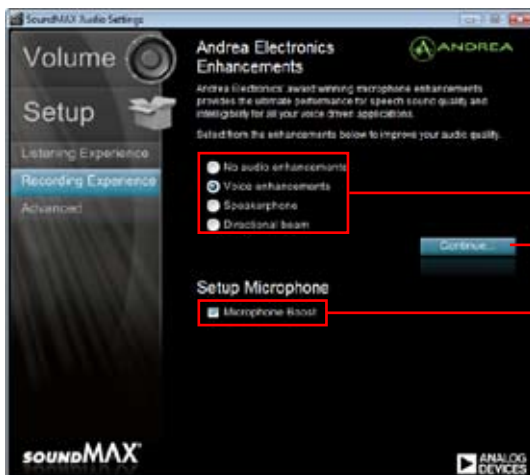 SoundMAX Audio Settings
Volume
Setup
Listening Experience
Recording Experience
Advanced
Andrea Electronics
Enhancements
ANDREA
Andrea Electronics' award winning microphone enhancements
provides the ultimate performance for speech sound quality and
intelligibility for all your voice driven applications.
Select from the enhancements below to improve your audio quality.
No audio enhancements
Voice enhancements
Speakerphone
Directional beam
Continue...
Setup Microphone
Microphone Boost
SOUNDMAX
ANALOG
DEVICES